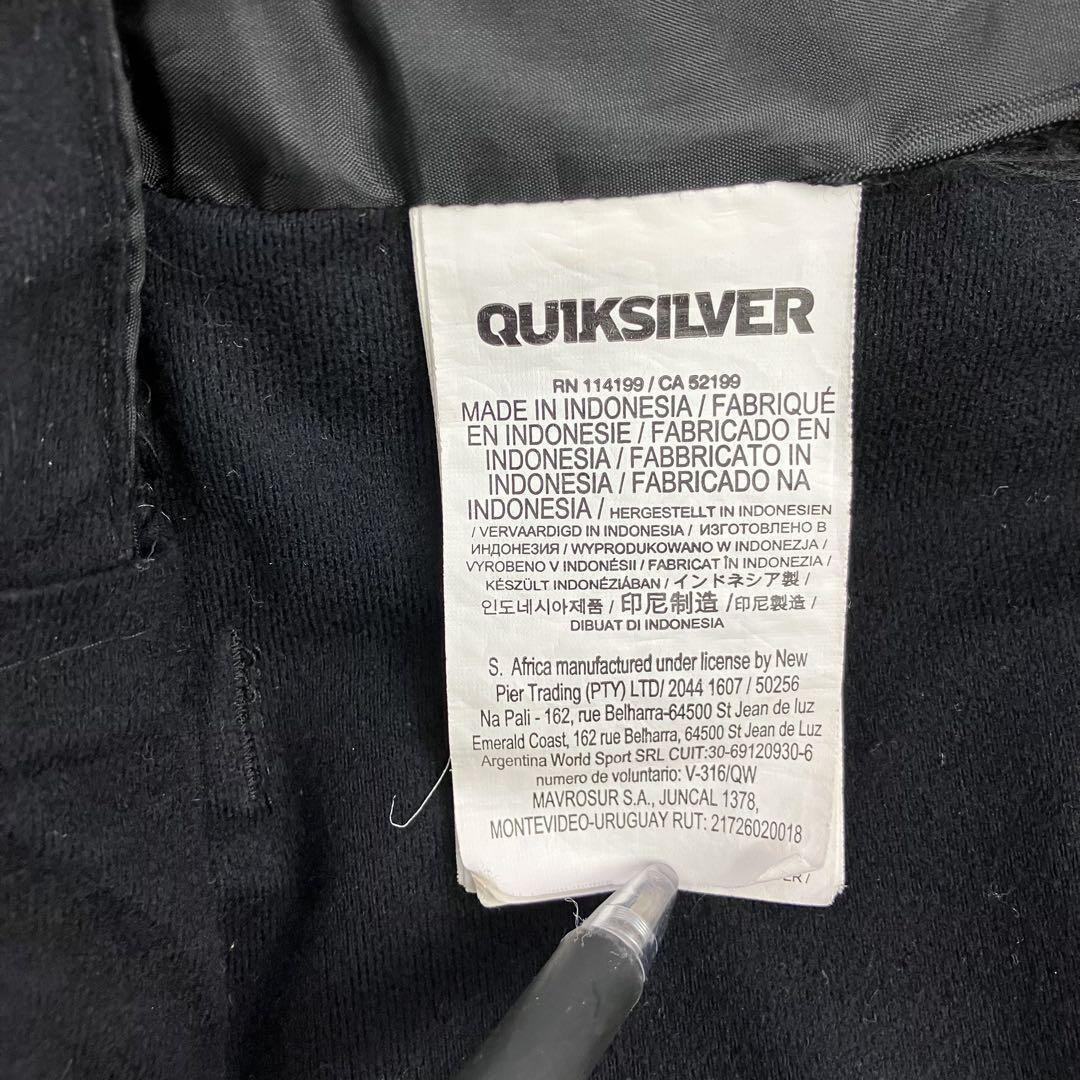 QUIKSILVER
RN 114199 / CA 52199
MADE IN INDONESIA / FABRIQUÉ
EN INDONESIE / FABRICADO EN
INDONESIA / FABBRICATO IN
INDONESIA / FABRICADO NA
INDONESIA / HERGESTELLT IN INDONESIEN
/ VERVAARDIGD IN INDONESIA / ИЗГОТОВЛЕНО В
ИНДОНЕЗИЯ / WYPRODUKOWANO W INDONEZJA /
VYROBENO V INDONÉSII / FABRICAT ÎN INDONEZIA /
KÉSZÜLT INDONÉZIÁBAN / インドネシア製 /
인도네시아제품 / 印尼制造 / 印尼製造 /
DIBUAT DI INDONESIA
S. Africa manufactured under license by New
Pier Trading (PTY) LTD/ 2044 1607 / 50256
Na Pali - 162, rue Belharra-64500 St Jean de luz
Emerald Coast, 162 rue Belharra, 64500 St Jean de Luz
Argentina World Sport SRL CUIT:30-69120930-6
numero de voluntario: V-316/QW
MAVROSUR S.A., JUNCAL 1378,
MONTEVIDEO-URUGUAY RUT: 21726020018